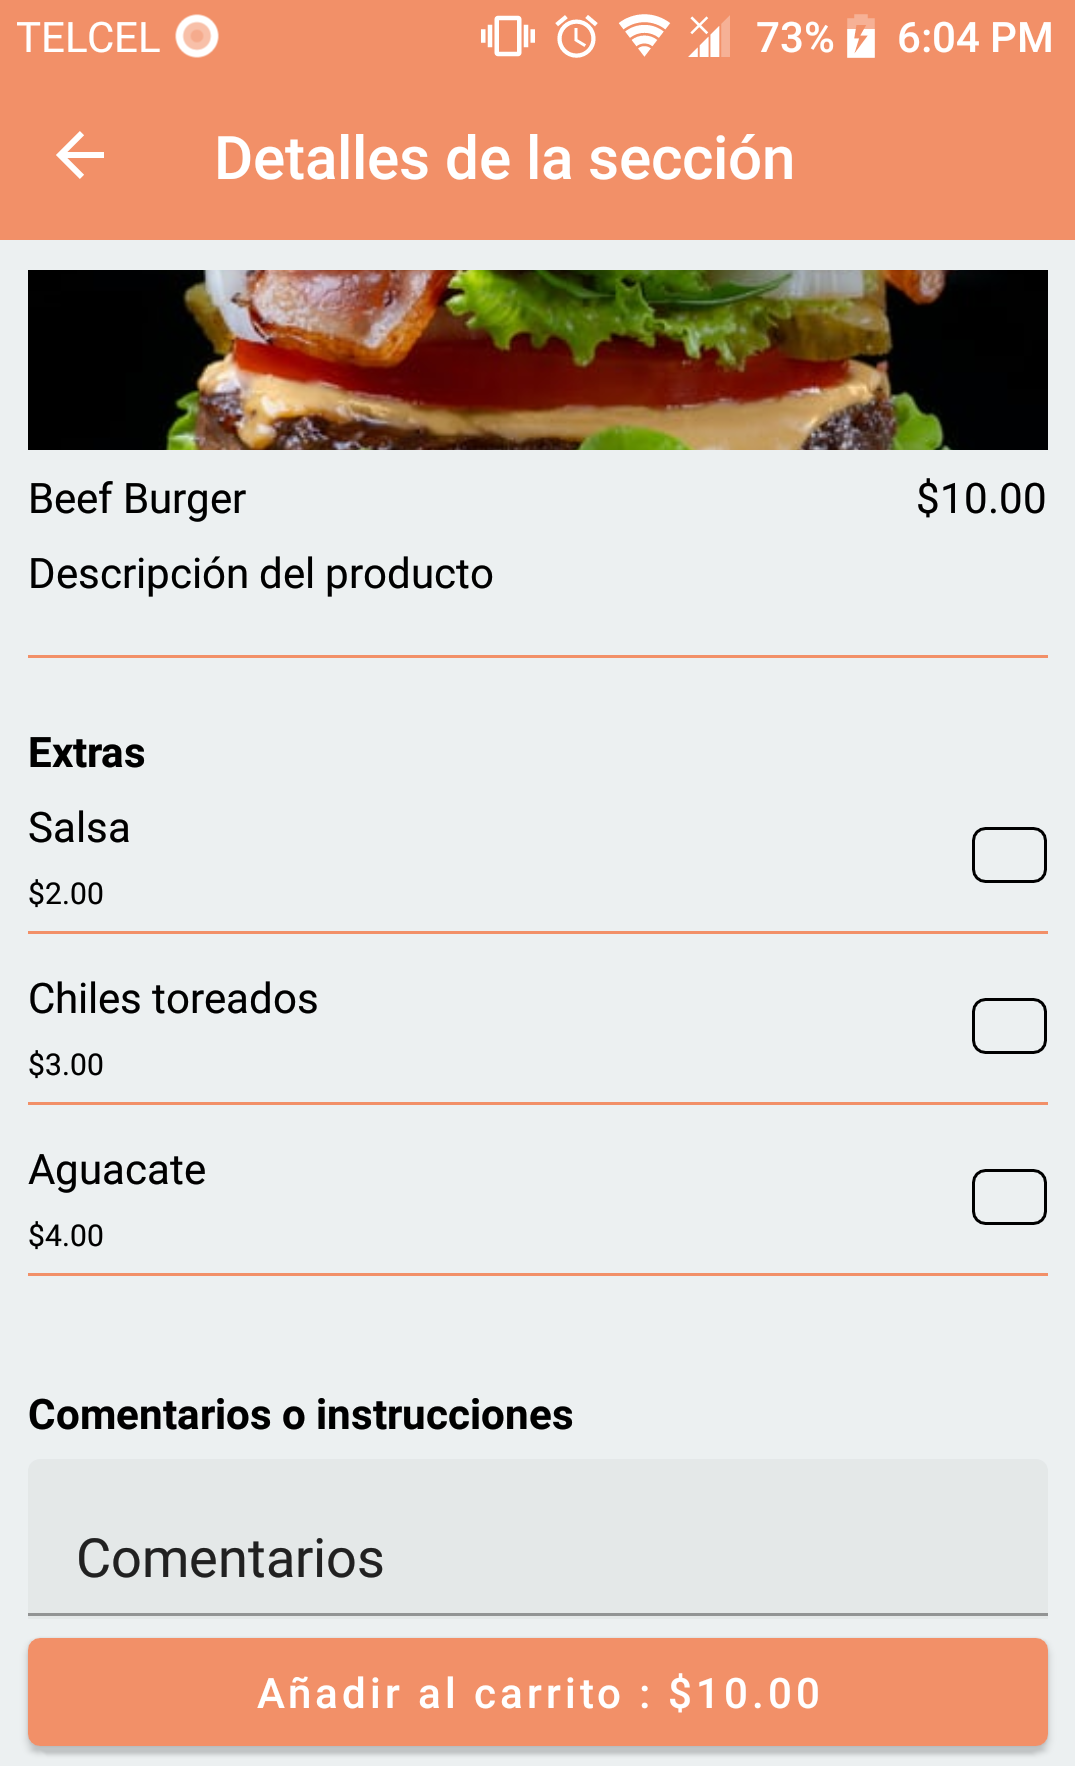 TELCEL 73% 6:04 PM
Detalles de la sección
Beef Burger $10.00
Descripción del producto
Extras
Salsa
$2.00
Chiles toreados
$3.00
Aguacate
$4.00
Comentarios o instrucciones
Comentarios
Añadir al carrito : $10.00